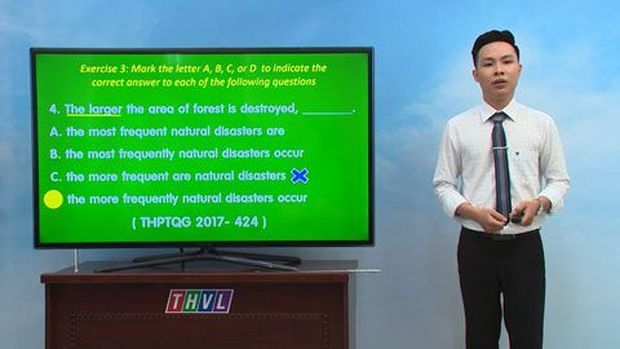 Exercise 3: Mark the letter A, B, C, or D to indicate the
correct answer to each of the following questions
4. The larger the area of forest is destroyed, ________.
A. the most frequent natural disasters are
B. the most frequently natural disasters occur
C. the more frequent are natural disasters
the more frequently natural disasters occur
( THPTQG 2017- 424 )
THVL